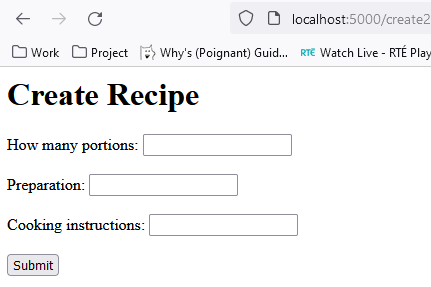 localhost:5000/create2
Work Project Why's (Poignant) Guid... RTÉ Watch Live - RTÉ Play
Create Recipe
How many portions:
Preparation:
Cooking instructions:
Submit